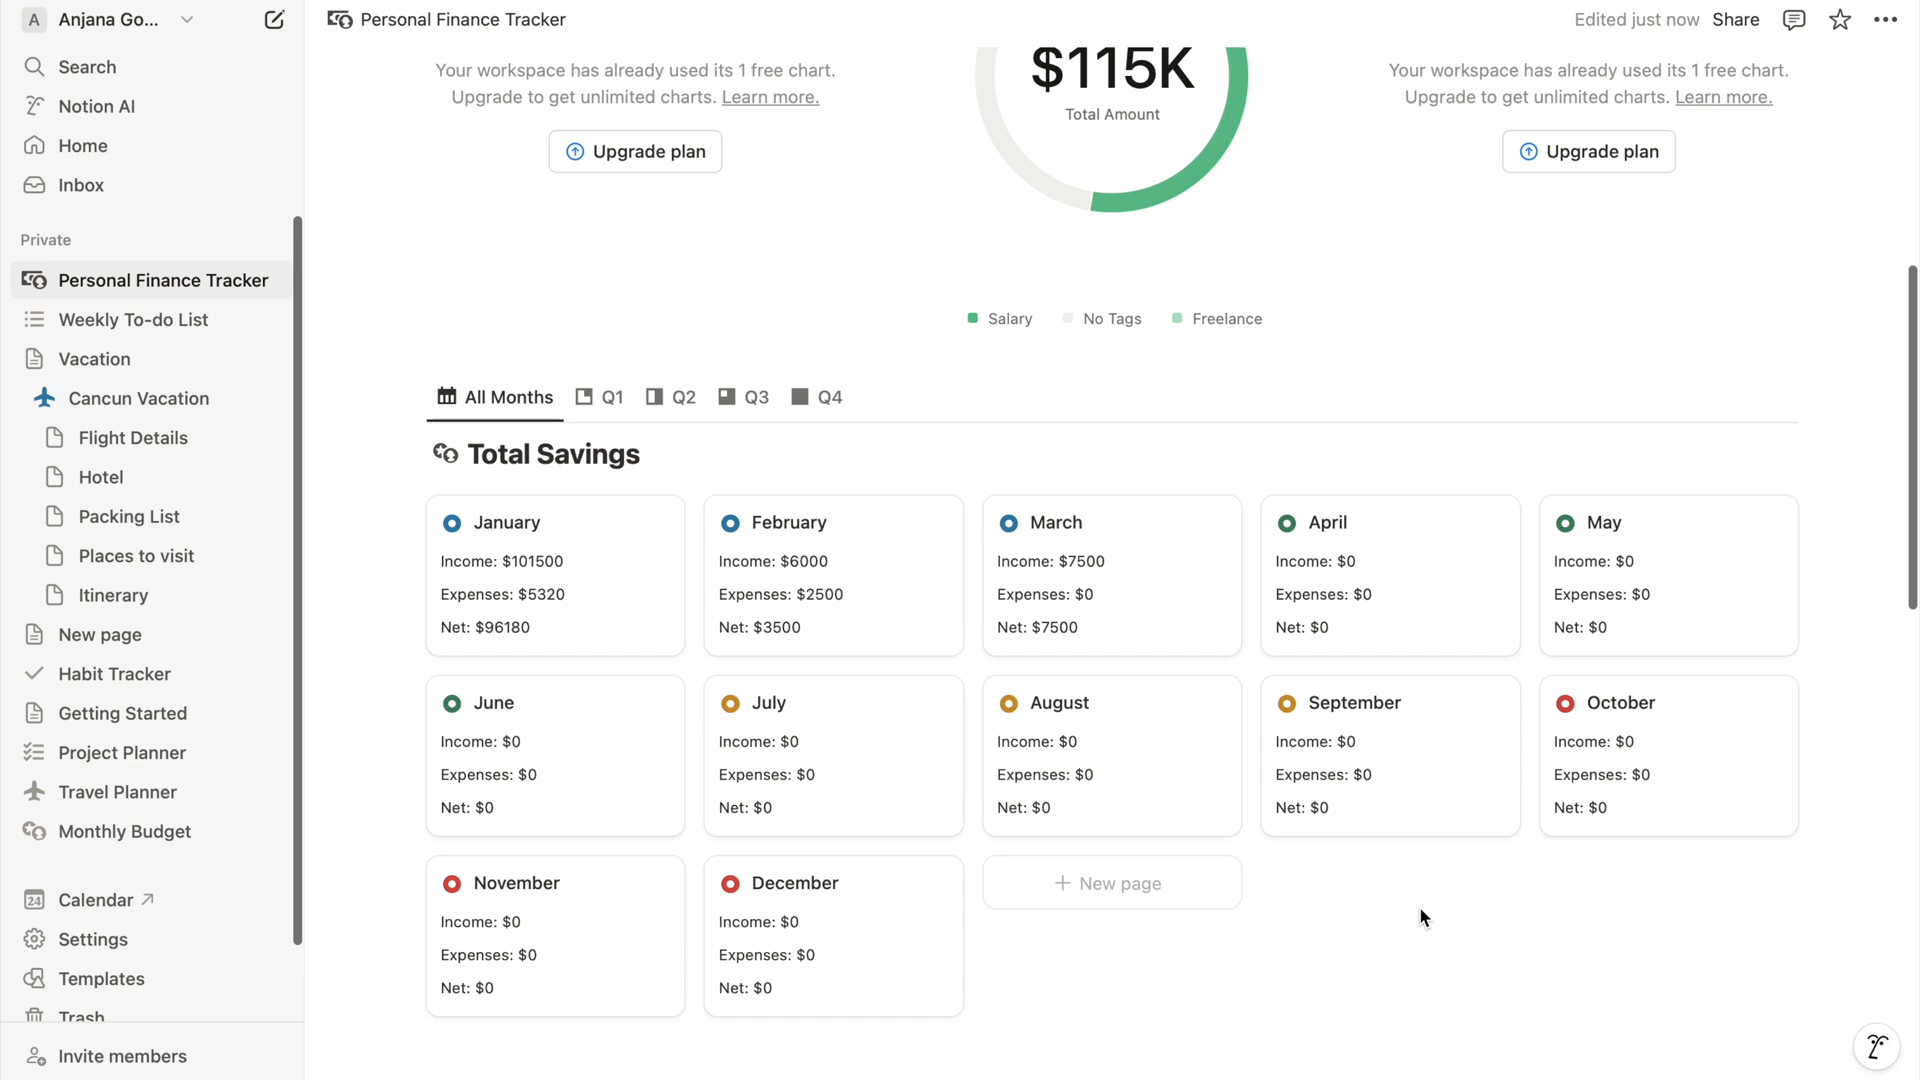 A Anjana Go...
Search
Notion AI
Home
Inbox
Private
Personal Finance Tracker
Weekly To-do List
Vacation
Cancun Vacation
Flight Details
Hotel
Packing List
Places to visit
Itinerary
New page
Habit Tracker
Getting Started
Project Planner
Travel Planner
Monthly Budget
24 Calendar
Settings
Templates
Trash
Invite members
Personal Finance Tracker
Edited just now Share
Your workspace has already used its 1 free chart.
Upgrade to get unlimited charts. Learn more.
Upgrade plan
$115K
Total Amount
Your workspace has already used its 1 free chart.
Upgrade to get unlimited charts. Learn more.
Upgrade plan
Salary No Tags Freelance
All Months Q1 Q2 Q3 Q4
Total Savings
January
Income: $101500
Expenses: $5320
Net: $96180
February
Income: $6000
Expenses: $2500
Net: $3500
March
Income: $7500
Expenses: $0
Net: $7500
April
Income: $0
Expenses: $0
Net: $0
May
Income: $0
Expenses: $0
Net: $0
June
Income: $0
Expenses: $0
Net: $0
July
Income: $0
Expenses: $0
Net: $0
August
Income: $0
Expenses: $0
Net: $0
September
Income: $0
Expenses: $0
Net: $0
October
Income: $0
Expenses: $0
Net: $0
November
Income: $0
Expenses: $0
Net: $0
December
Income: $0
Expenses: $0
Net: $0
+ New page